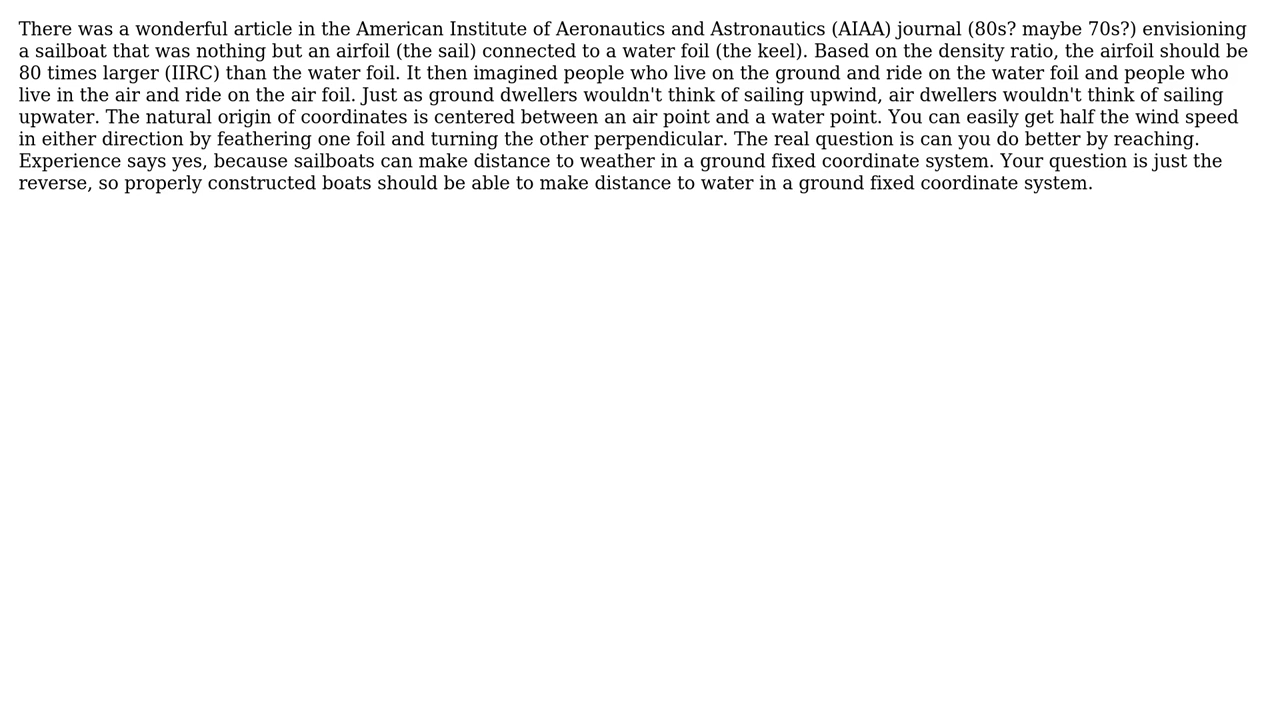 There was a wonderful article in the American Institute of Aeronautics and Astronautics (AIAA) journal (80s? maybe 70s?) envisioning
a sailboat that was nothing but an airfoil (the sail) connected to a water foil (the keel). Based on the density ratio, the airfoil should be
80 times larger (IIRC) than the water foil. It then imagined people who live on the ground and ride on the water foil and people who
live in the air and ride on the air foil. Just as ground dwellers wouldn't think of sailing upwind, air dwellers wouldn't think of sailing
upwater. The natural origin of coordinates is centered between an air point and a water point. You can easily get half the wind speed
in either direction by feathering one foil and turning the other perpendicular. The real question is can you do better by reaching.
Experience says yes, because sailboats can make distance to weather in a ground fixed coordinate system. Your question is just the
reverse, so properly constructed boats should be able to make distance to water in a ground fixed coordinate system.